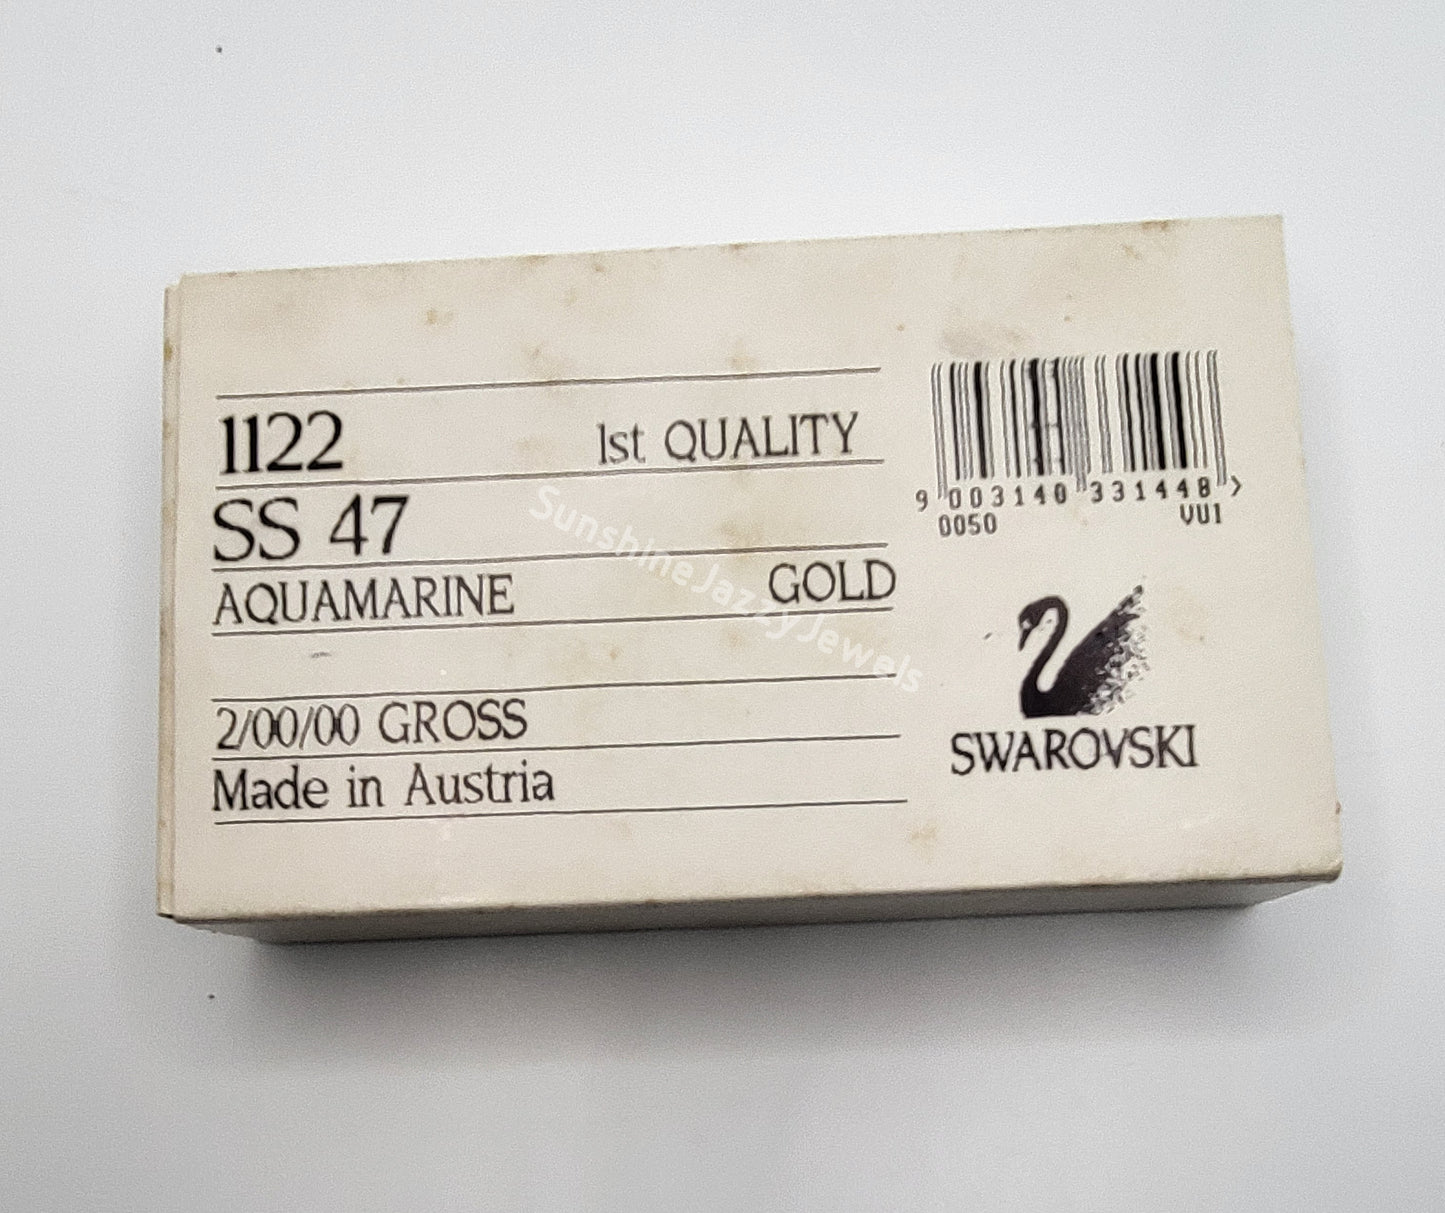 1122 1st QUALITY
SS 47
AQUAMARINE GOLD
2/00/00 GROSS
Made in Austria
9 003140 331448 >
0050 VU1
SWAROVSKI
SunshineJazzyJewels